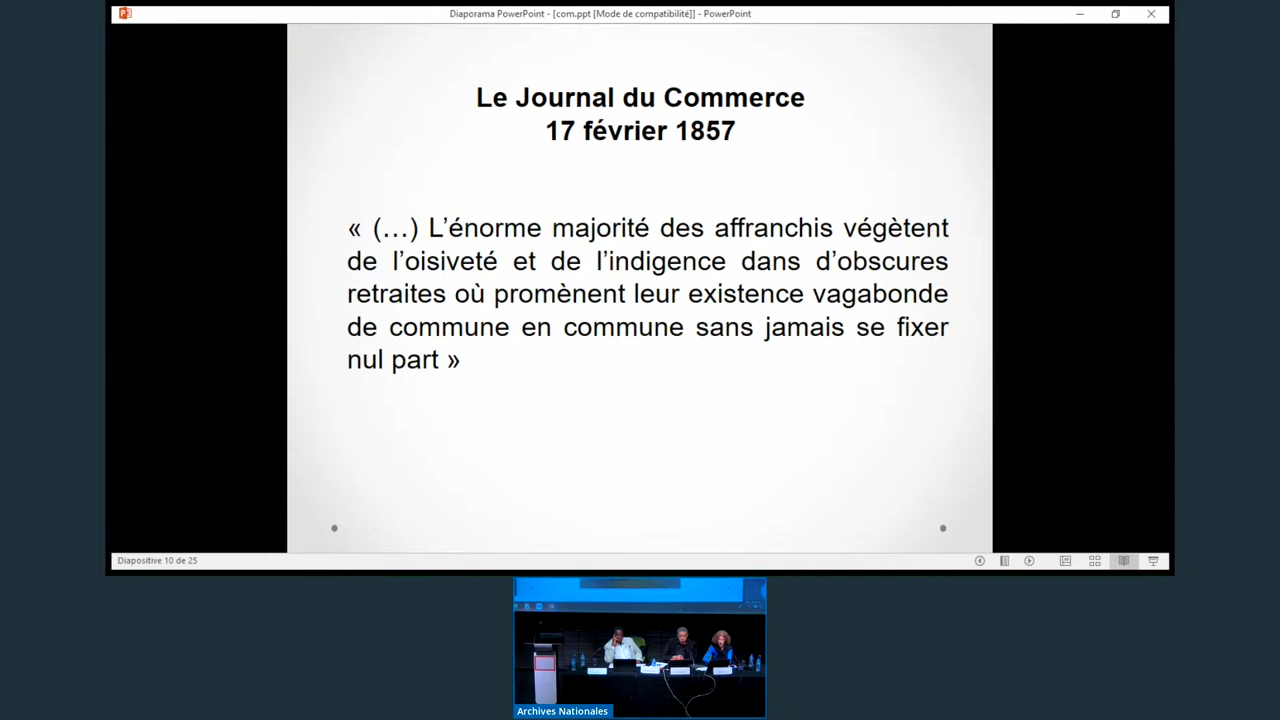 Diaporama PowerPoint - [com.ppt [Mode de compatibilité]] - PowerPoint
Le Journal du Commerce
17 février 1857
« (…) L’énorme majorité des affranchis végètent
de l’oisiveté et de l’indigence dans d’obscures
retraites où promènent leur existence vagabonde
de commune en commune sans jamais se fixer
nul part »
Diapositive 10 de 25
Archives Nationales